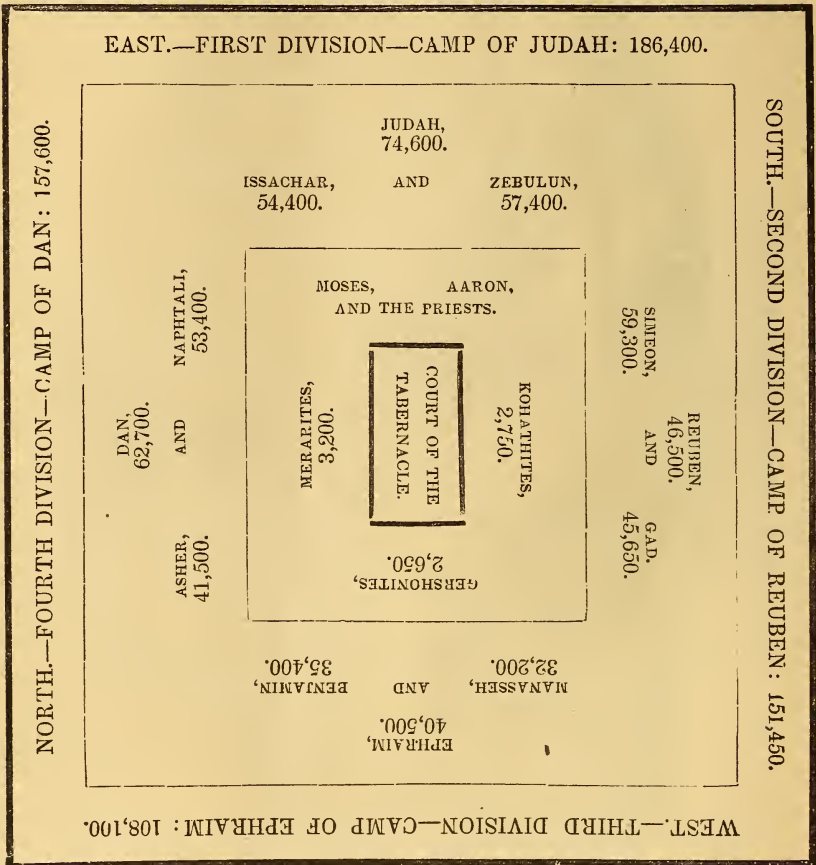 EAST.—FIRST DIVISION—CAMP OF JUDAH: 186,400.
SOUTH.—SECOND DIVISION—CAMP OF REUBEN: 151,450.
WEST.—THIRD DIVISION—CAMP OF EPHRAIM: 108,100.
NORTH.—FOURTH DIVISION—CAMP OF DAN: 157,600.
JUDAH,
74,600.
ISSACHAR, AND ZEBULUN,
54,400. 57,400.
REUBEN,
46,500.
SIMEON, AND GAD.
59,300. 45,650.
EPHRAIM,
40,500.
MANASSEH, AND BENJAMIN,
32,200. 35,400.
DAN,
62,700.
ASHER, AND NAPHTALI,
41,500. 53,400.
MOSES, AARON,
AND THE PRIESTS.
KOHATHITES,
2,750.
GERSHONITES,
2,650.
MERARITES,
3,200.
COURT OF THE
TABERNACLE.